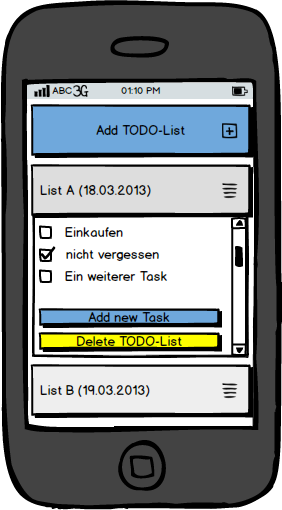 ABC 3G 01:10 PM
Add TODO-List
List A (18.03.2013)
Einkaufen
nicht vergessen
Ein weiterer Task
Add new Task
Delete TODO-List
List B (19.03.2013)